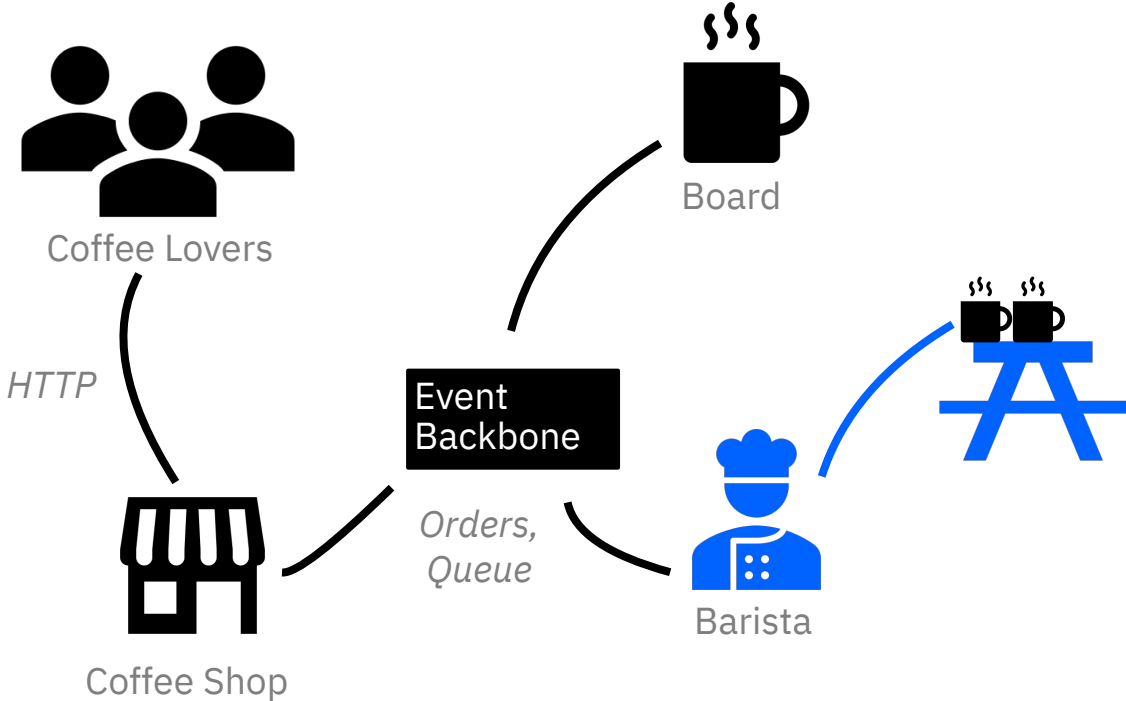 Board
Coffee Lovers
HTTP
Event
Backbone
Orders,
Queue
Barista
Coffee Shop